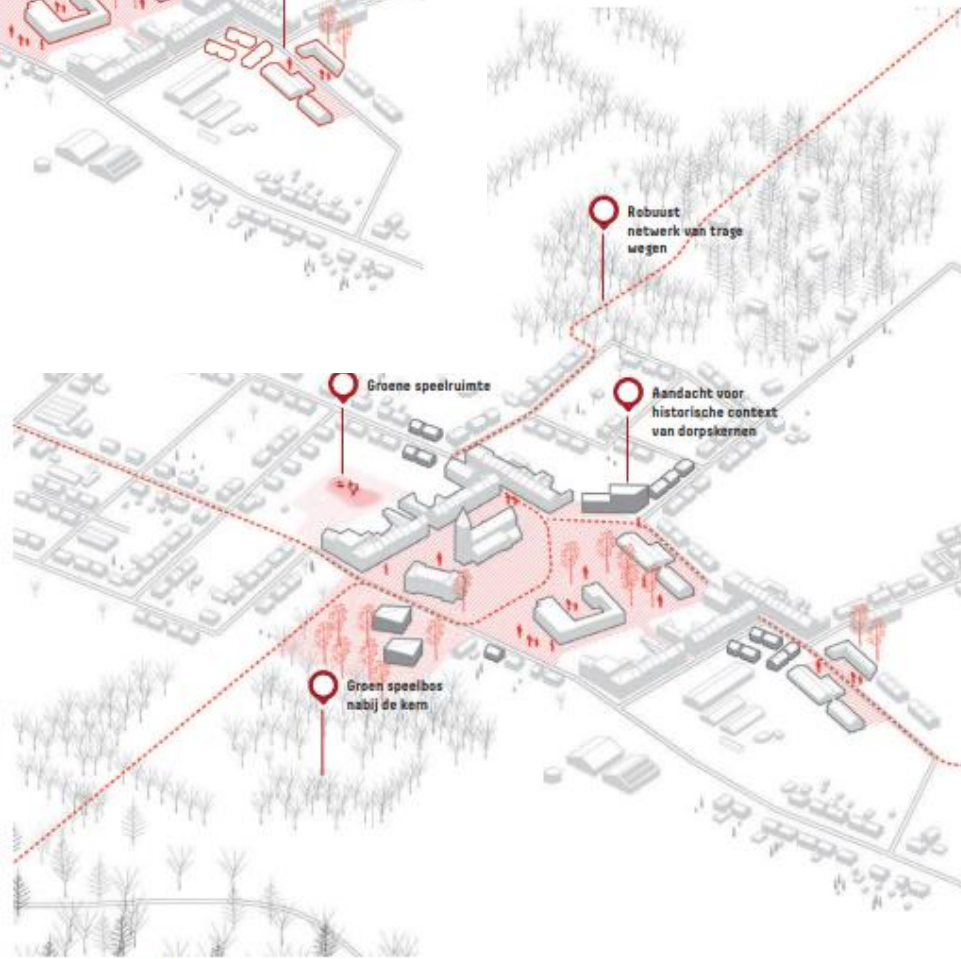 Robuust
netwerk van trage
wegen
Groene speelruimte
Aandacht voor
historische context
van dorpskernen
Groen speelbos
nabij de kern